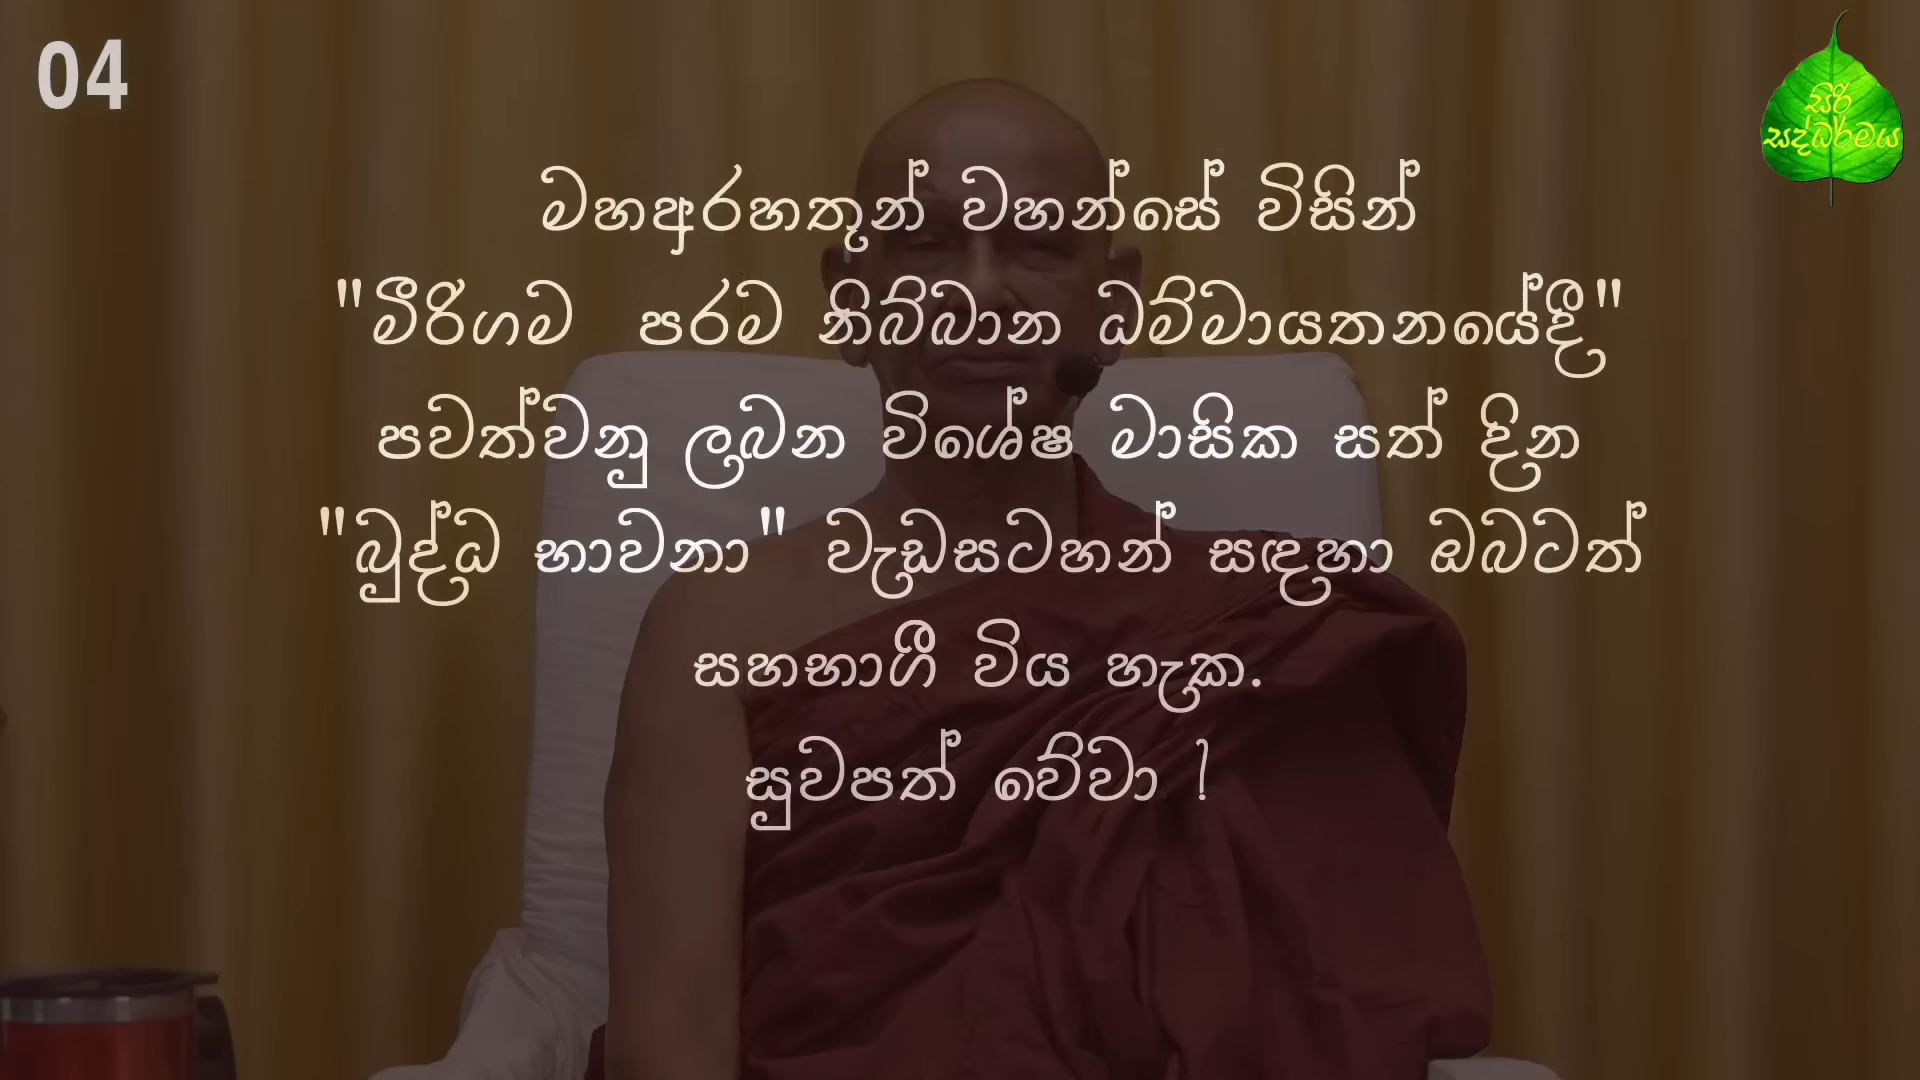 04
සිරි
සද්ධර්මය
මහඅරහතූන් වහන්සේ විසින්
"මීරිගම පරම නිබ්බාන ධම්මායතනයේදී"
පවත්වනු ලබන විශේෂ මාසික සත් දින
"බුද්ධ භාවනා" වැඩසටහන් සඳහා ඔබටත්
සහභාගී විය හැක.
සුවපත් වේවා !